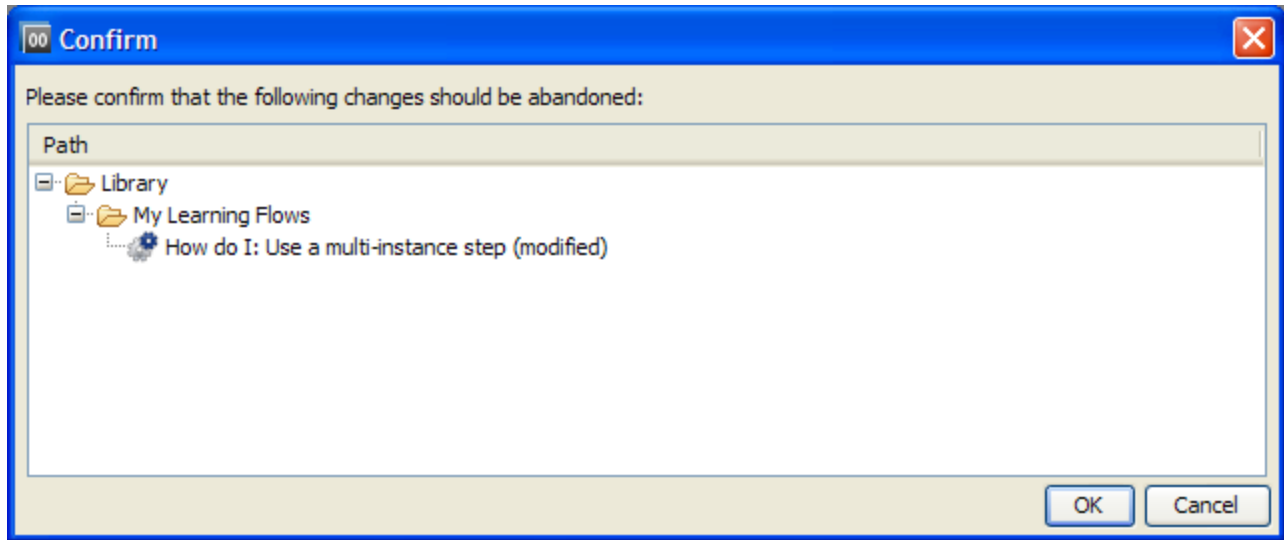 00 Confirm
Please confirm that the following changes should be abandoned:
Path
Library
My Learning Flows
How do I: Use a multi-instance step (modified)
OK Cancel